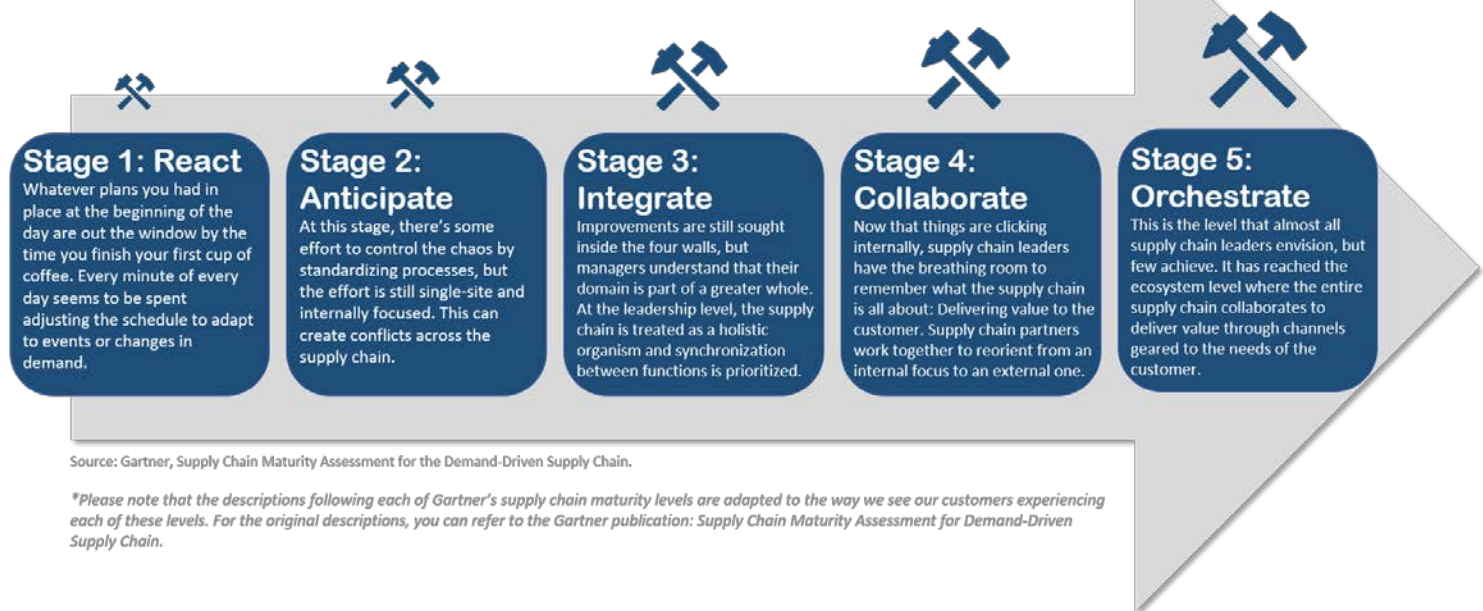 Stage 1: React
Whatever plans you had in
place at the beginning of the
day are out the window by the
time you finish your first cup of
coffee. Every minute of every
day seems to be spent
adjusting the schedule to adapt
to events or changes in
demand.
Stage 2:
Anticipate
At this stage, there's some
effort to control the chaos by
standardizing processes, but
the effort is still single-site and
internally focused. This can
create conflicts across the
supply chain.
Stage 3:
Integrate
Improvements are still sought
inside the four walls, but
managers understand that their
domain is part of a greater whole.
At the leadership level, the supply
chain is treated as a holistic
organism and synchronization
between functions is prioritized.
Stage 4:
Collaborate
Now that things are clicking
internally, supply chain leaders
have the breathing room to
remember what the supply chain
is all about: Delivering value to the
customer. Supply chain partners
work together to reorient from an
internal focus to an external one.
Stage 5:
Orchestrate
This is the level that almost all
supply chain leaders envision, but
few achieve. It has reached the
ecosystem level where the entire
supply chain collaborates to
deliver value through channels
geared to the needs of the
customer.
Source: Gartner, Supply Chain Maturity Assessment for the Demand-Driven Supply Chain.
*Please note that the descriptions following each of Gartner's supply chain maturity levels are adapted to the way we see our customers experiencing
each of these levels. For the original descriptions, you can refer to the Gartner publication: Supply Chain Maturity Assessment for Demand-Driven
Supply Chain.